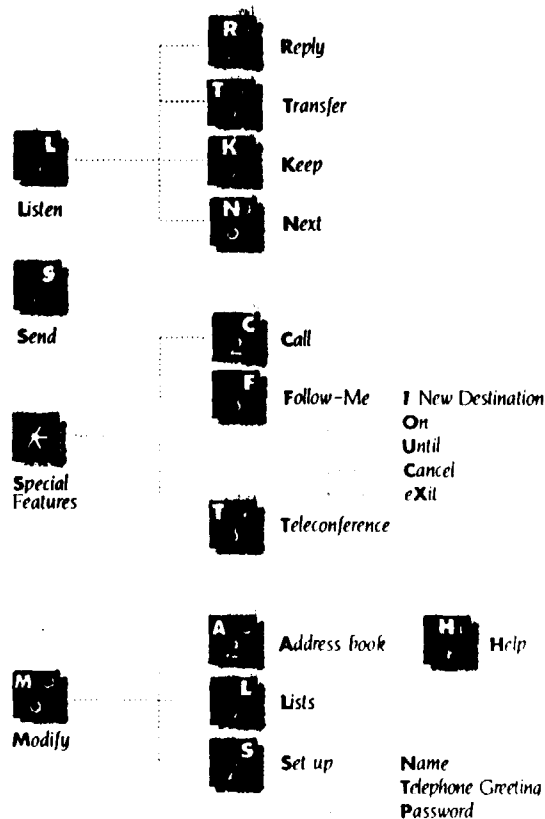 R
Reply
T
Transfer
L
Listen
K
Keep
N
Next
S
Send
C
Call
F
Follow-Me
1 New Destination
On
Until
Cancel
eXit
Special
Features
T
Teleconference
A
Address book
H
Help
M
Modify
L
Lists
S
Set up
Name
Telephone Greeting
Password